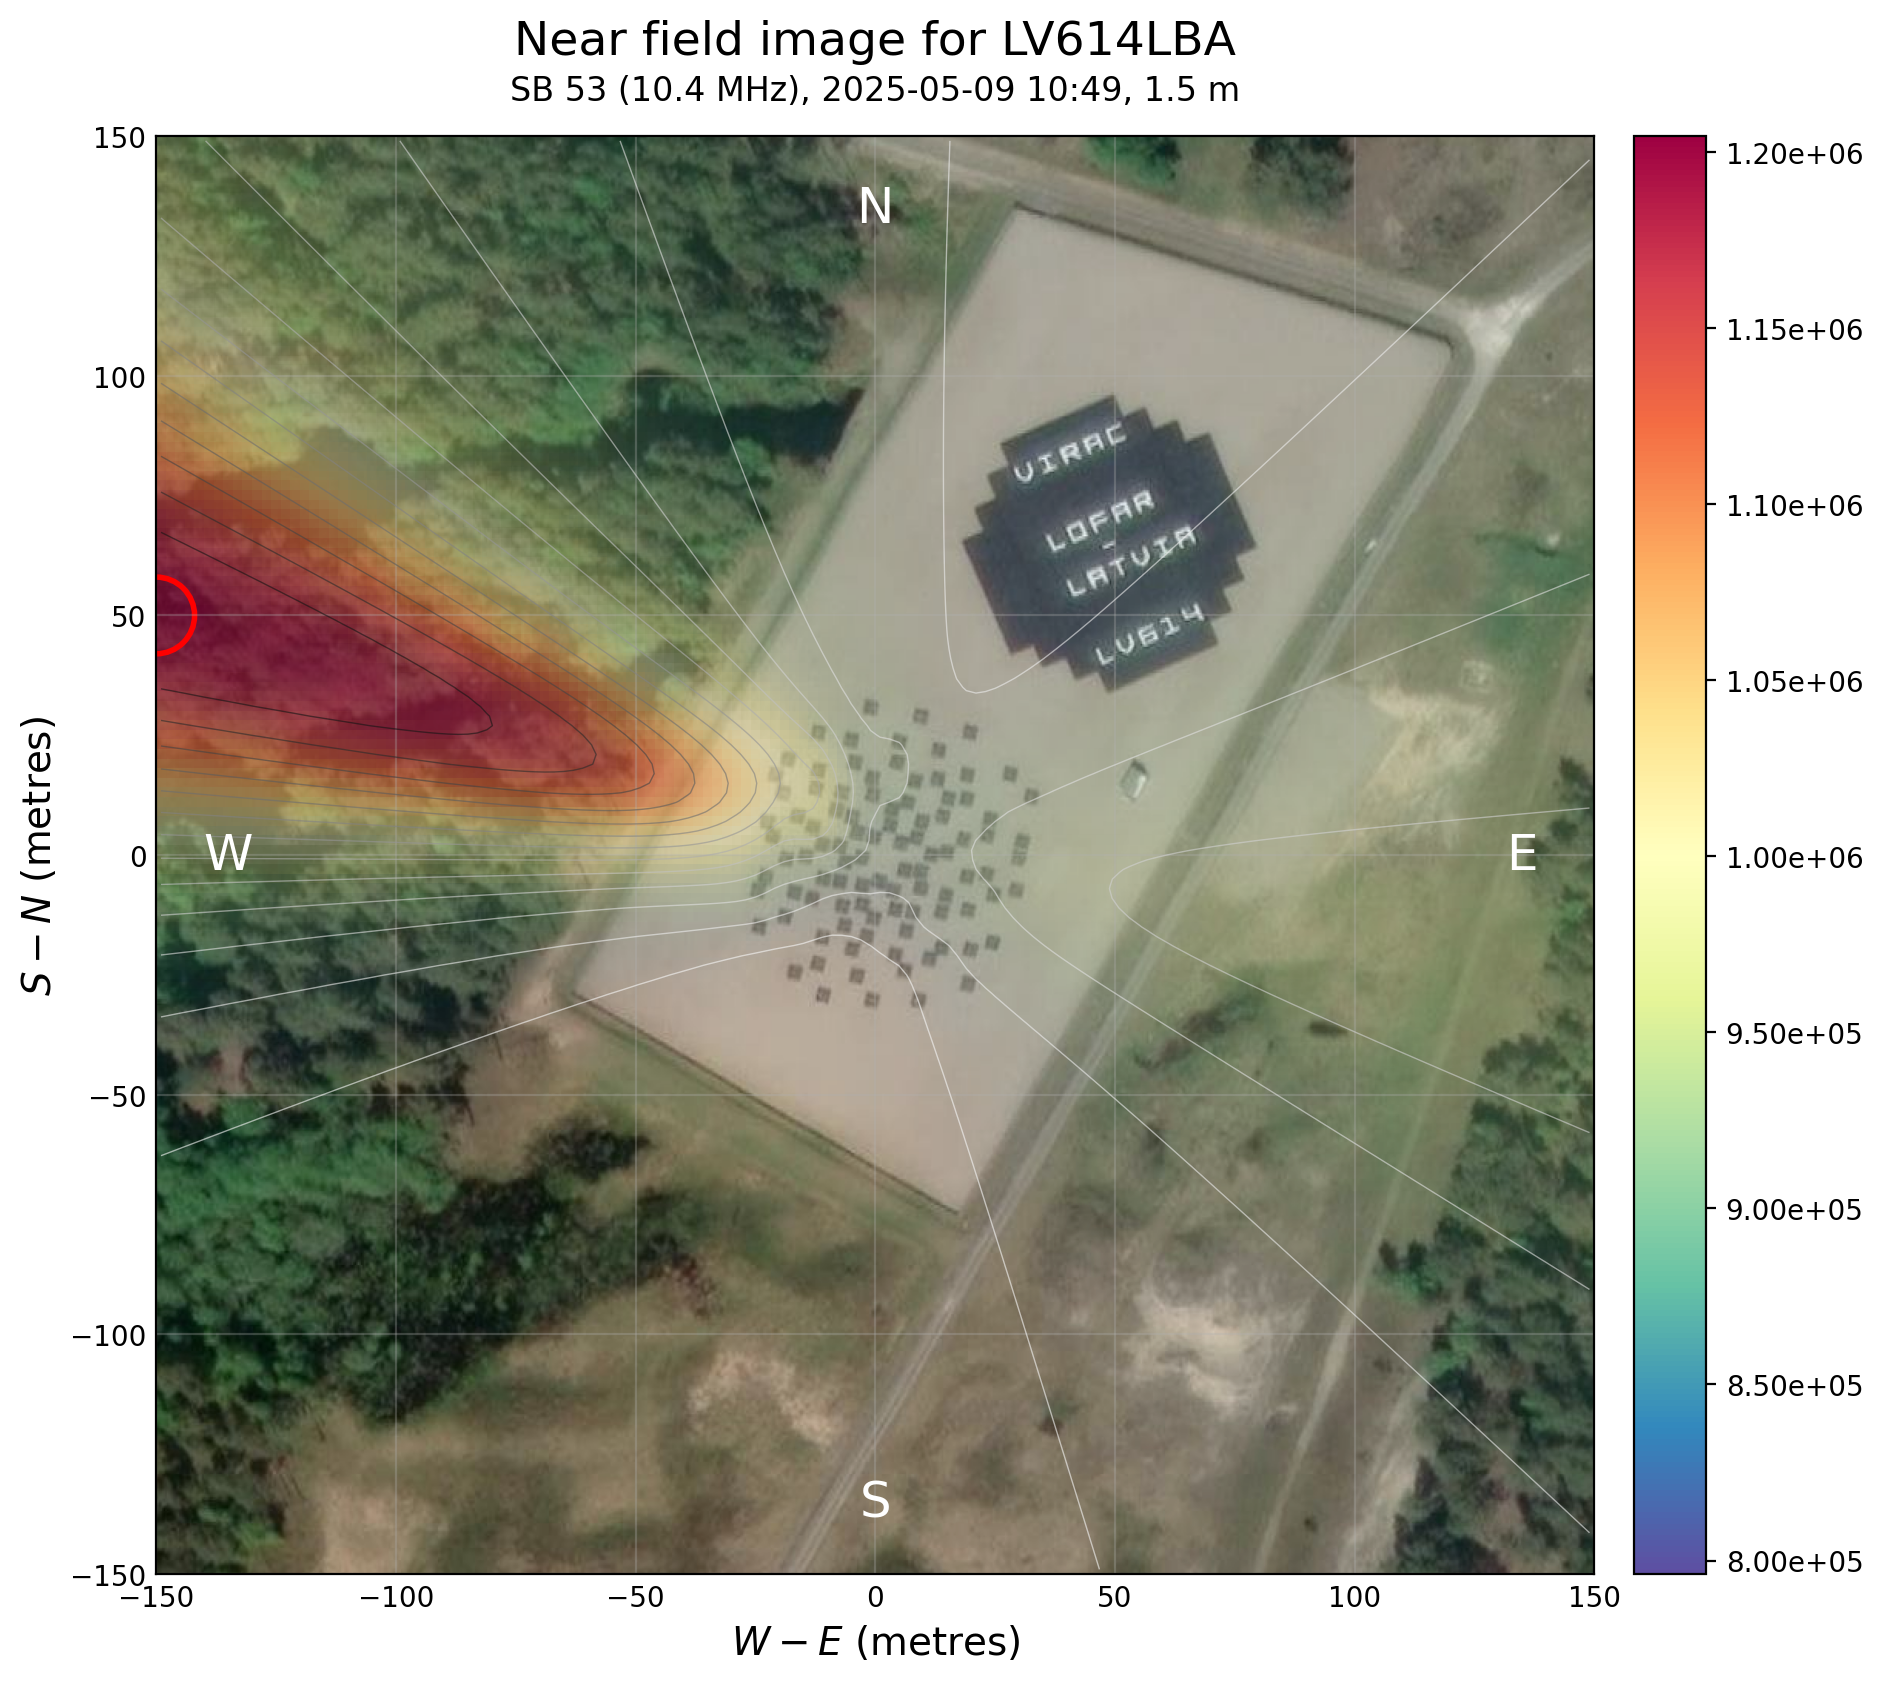 Near field image for LV614LBA
SB 53 (10.4 MHz), 2025-05-09 10:49, 1.5 m
150
100
50
0
−50
−100
−150
S − N (metres)
N
W
E
S
VIRAC
LOFAR
–
LATVIA
LV614
−150
−100
−50
0
50
100
150
W − E (metres)
1.20e+06
1.15e+06
1.10e+06
1.05e+06
1.00e+06
9.50e+05
9.00e+05
8.50e+05
8.00e+05